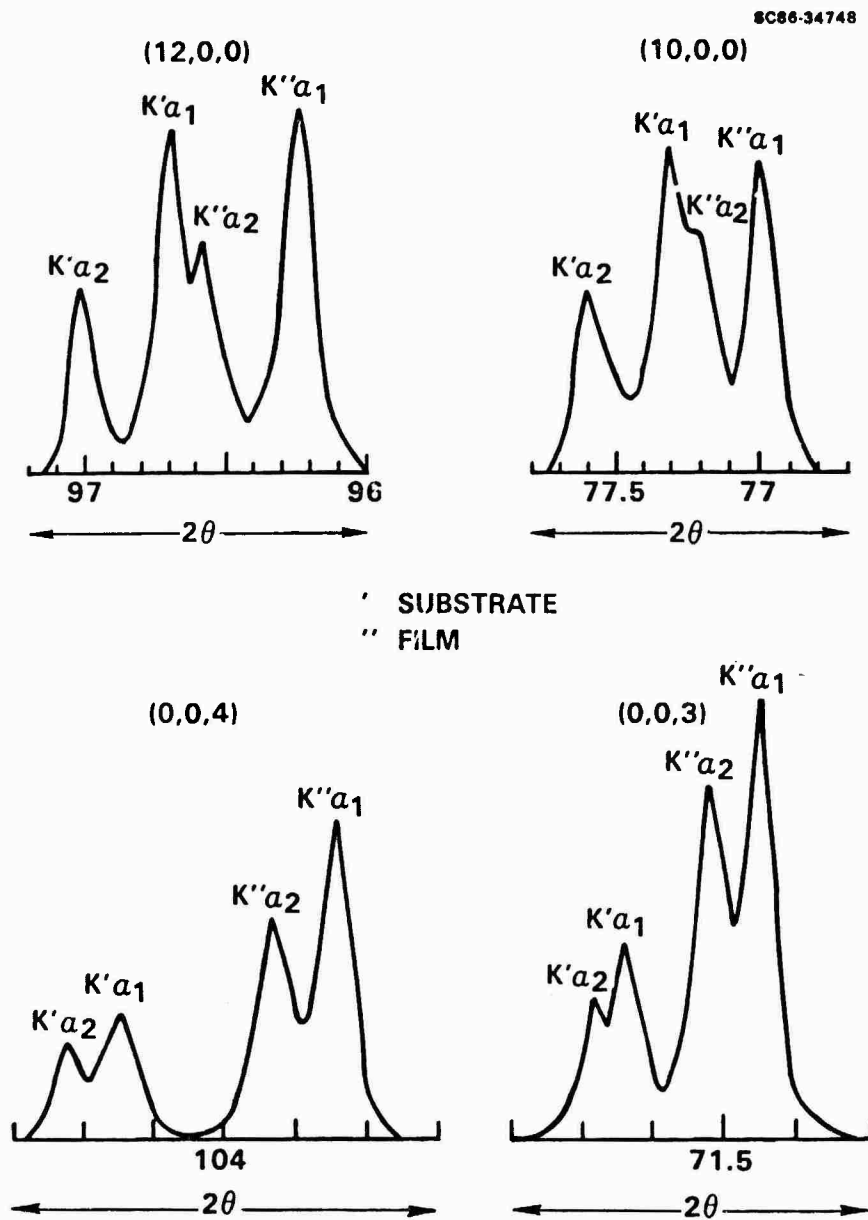 SC86-34748
(12,0,0)
K'α1
K''α1
K''α2
K'α2
97
96
2θ
(10,0,0)
K'α1
K''α1
K''α2
K'α2
77.5
77
2θ
' SUBSTRATE
'' FILM
(0,0,4)
K''α1
K''α2
K'α1
K'α2
104
2θ
(0,0,3)
K''α1
K''α2
K'α1
K'α2
71.5
2θ